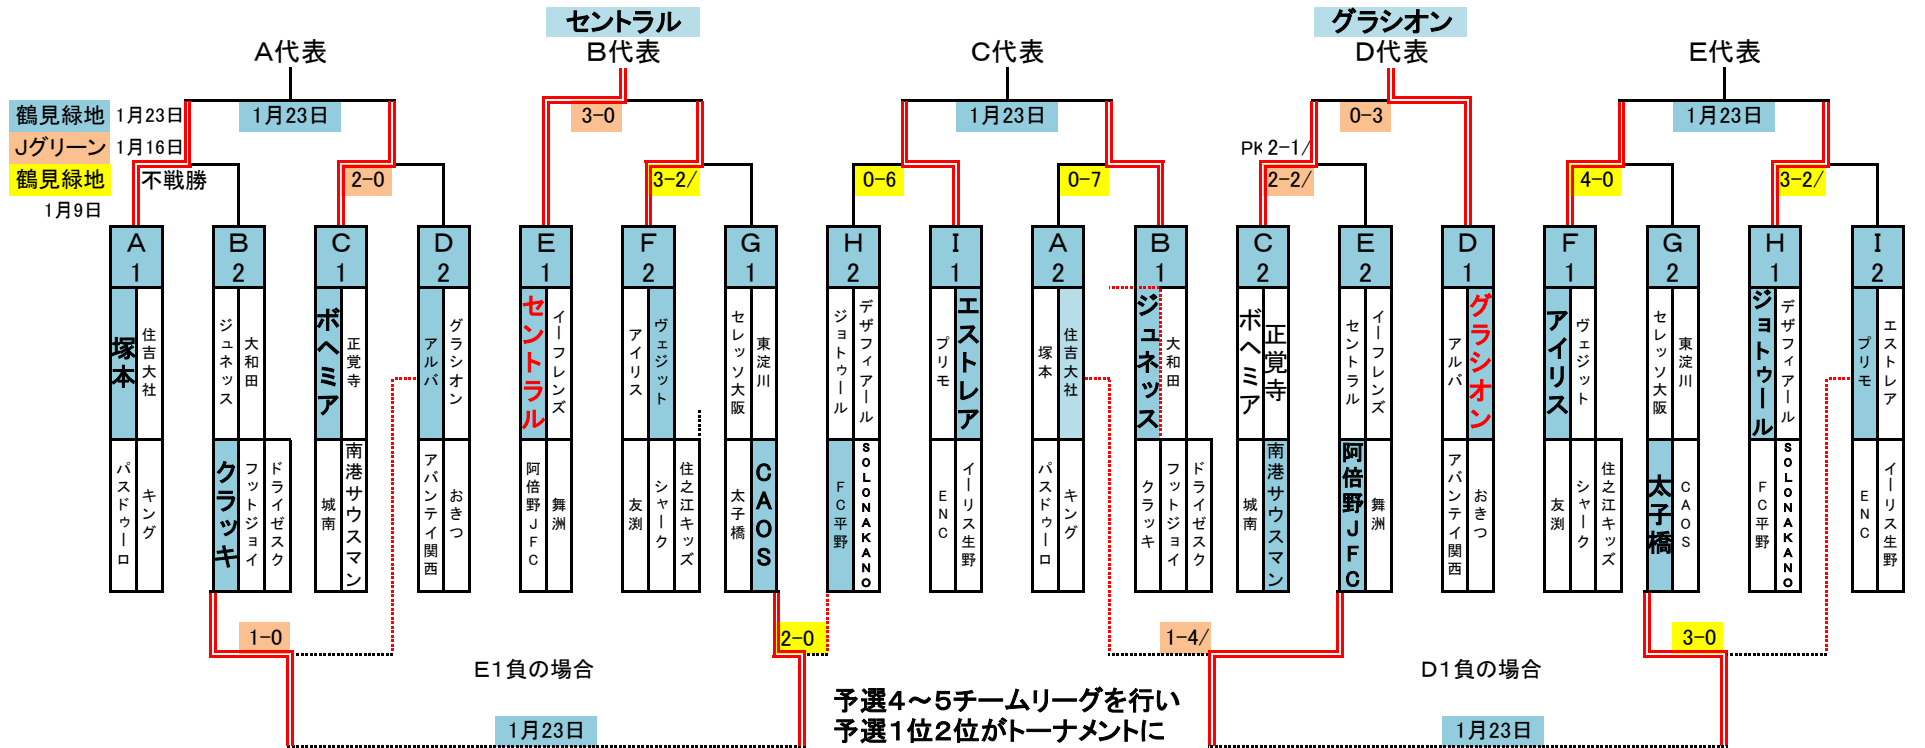 セントラル
グラシオン
A代表
B代表
C代表
D代表
E代表
鶴見緑地 1月23日
Jグリーン 1月16日
鶴見緑地
1月9日
1月23日
3-0
1月23日
0-3
1月23日
不戦勝
2-0
3-2/
0-6
0-7
PK 2-1/
2-2/
4-0
3-2/
A 1
B 2
C 1
D 2
E 1
F 2
G 1
H 2
I 1
A 2
B 1
C 2
E 2
D 1
F 1
G 2
H 1
I 2
塚本
住吉大社
ジュネッス
大和田
ボヘミア
正覚寺
アルバ
グラシオン
セントラル
イーフレンズ
アイリス
ヴェジット
セレッソ大阪
東淀川
ジョトゥール
デザフィアール
プリモ
エストレア
塚本
住吉大社
ジュネッス
大和田
ボヘミア
正覚寺
セントラル
イーフレンズ
アルバ
グラシオン
アイリス
ヴェジット
セレッソ大阪
東淀川
ジョトゥール
デザフィアール
プリモ
エストレア
パスドゥーロ
キング
クラッキ
フットジョイ
ドライゼスク
城南
南港サウスマン
アバンテイ関西
おきつ
阿倍野JFC
舞洲
友渕
シャーク
住之江キッズ
太子橋
CAOS
FC平野
SOLONAKANO
ENC
イーリス生野
パスドゥーロ
キング
クラッキ
フットジョイ
ドライゼスク
城南
南港サウスマン
阿倍野JFC
舞洲
アバンテイ関西
おきつ
友渕
シャーク
住之江キッズ
太子橋
CAOS
FC平野
SOLONAKANO
ENC
イーリス生野
1-0
2-0
1-4/
3-0
E1負の場合
D1負の場合
1月23日
1月23日
予選4～5チームリーグを行い
予選1位2位がトーナメントに